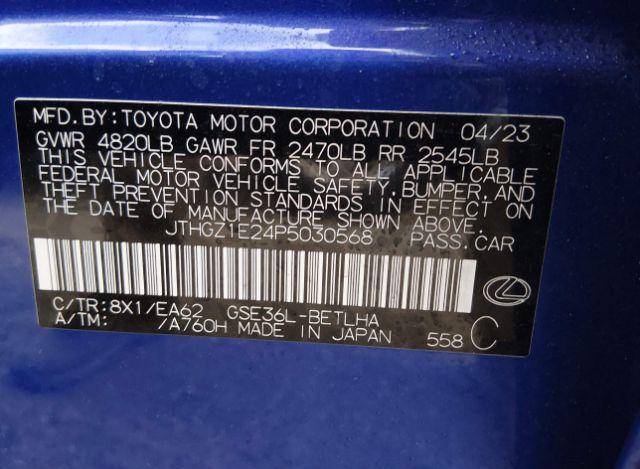 MFD.BY:TOYOTA MOTOR CORPORATION 04/23
GVWR 4820LB GAWR FR 2470LB RR 2545LB
THIS VEHICLE CONFORMS TO ALL APPLICABLE
FEDERAL MOTOR VEHICLE SAFETY,BUMPER,AND
THEFT PREVENTION STANDARDS IN EFFECT ON
THE DATE OF MANUFACTURE SHOWN ABOVE.
JTHGZ1E24P5030568 PASS.CAR
C/TR:8X1/EA62 GSE36L-BETLHA
A/TM: /A760H MADE IN JAPAN 558 C